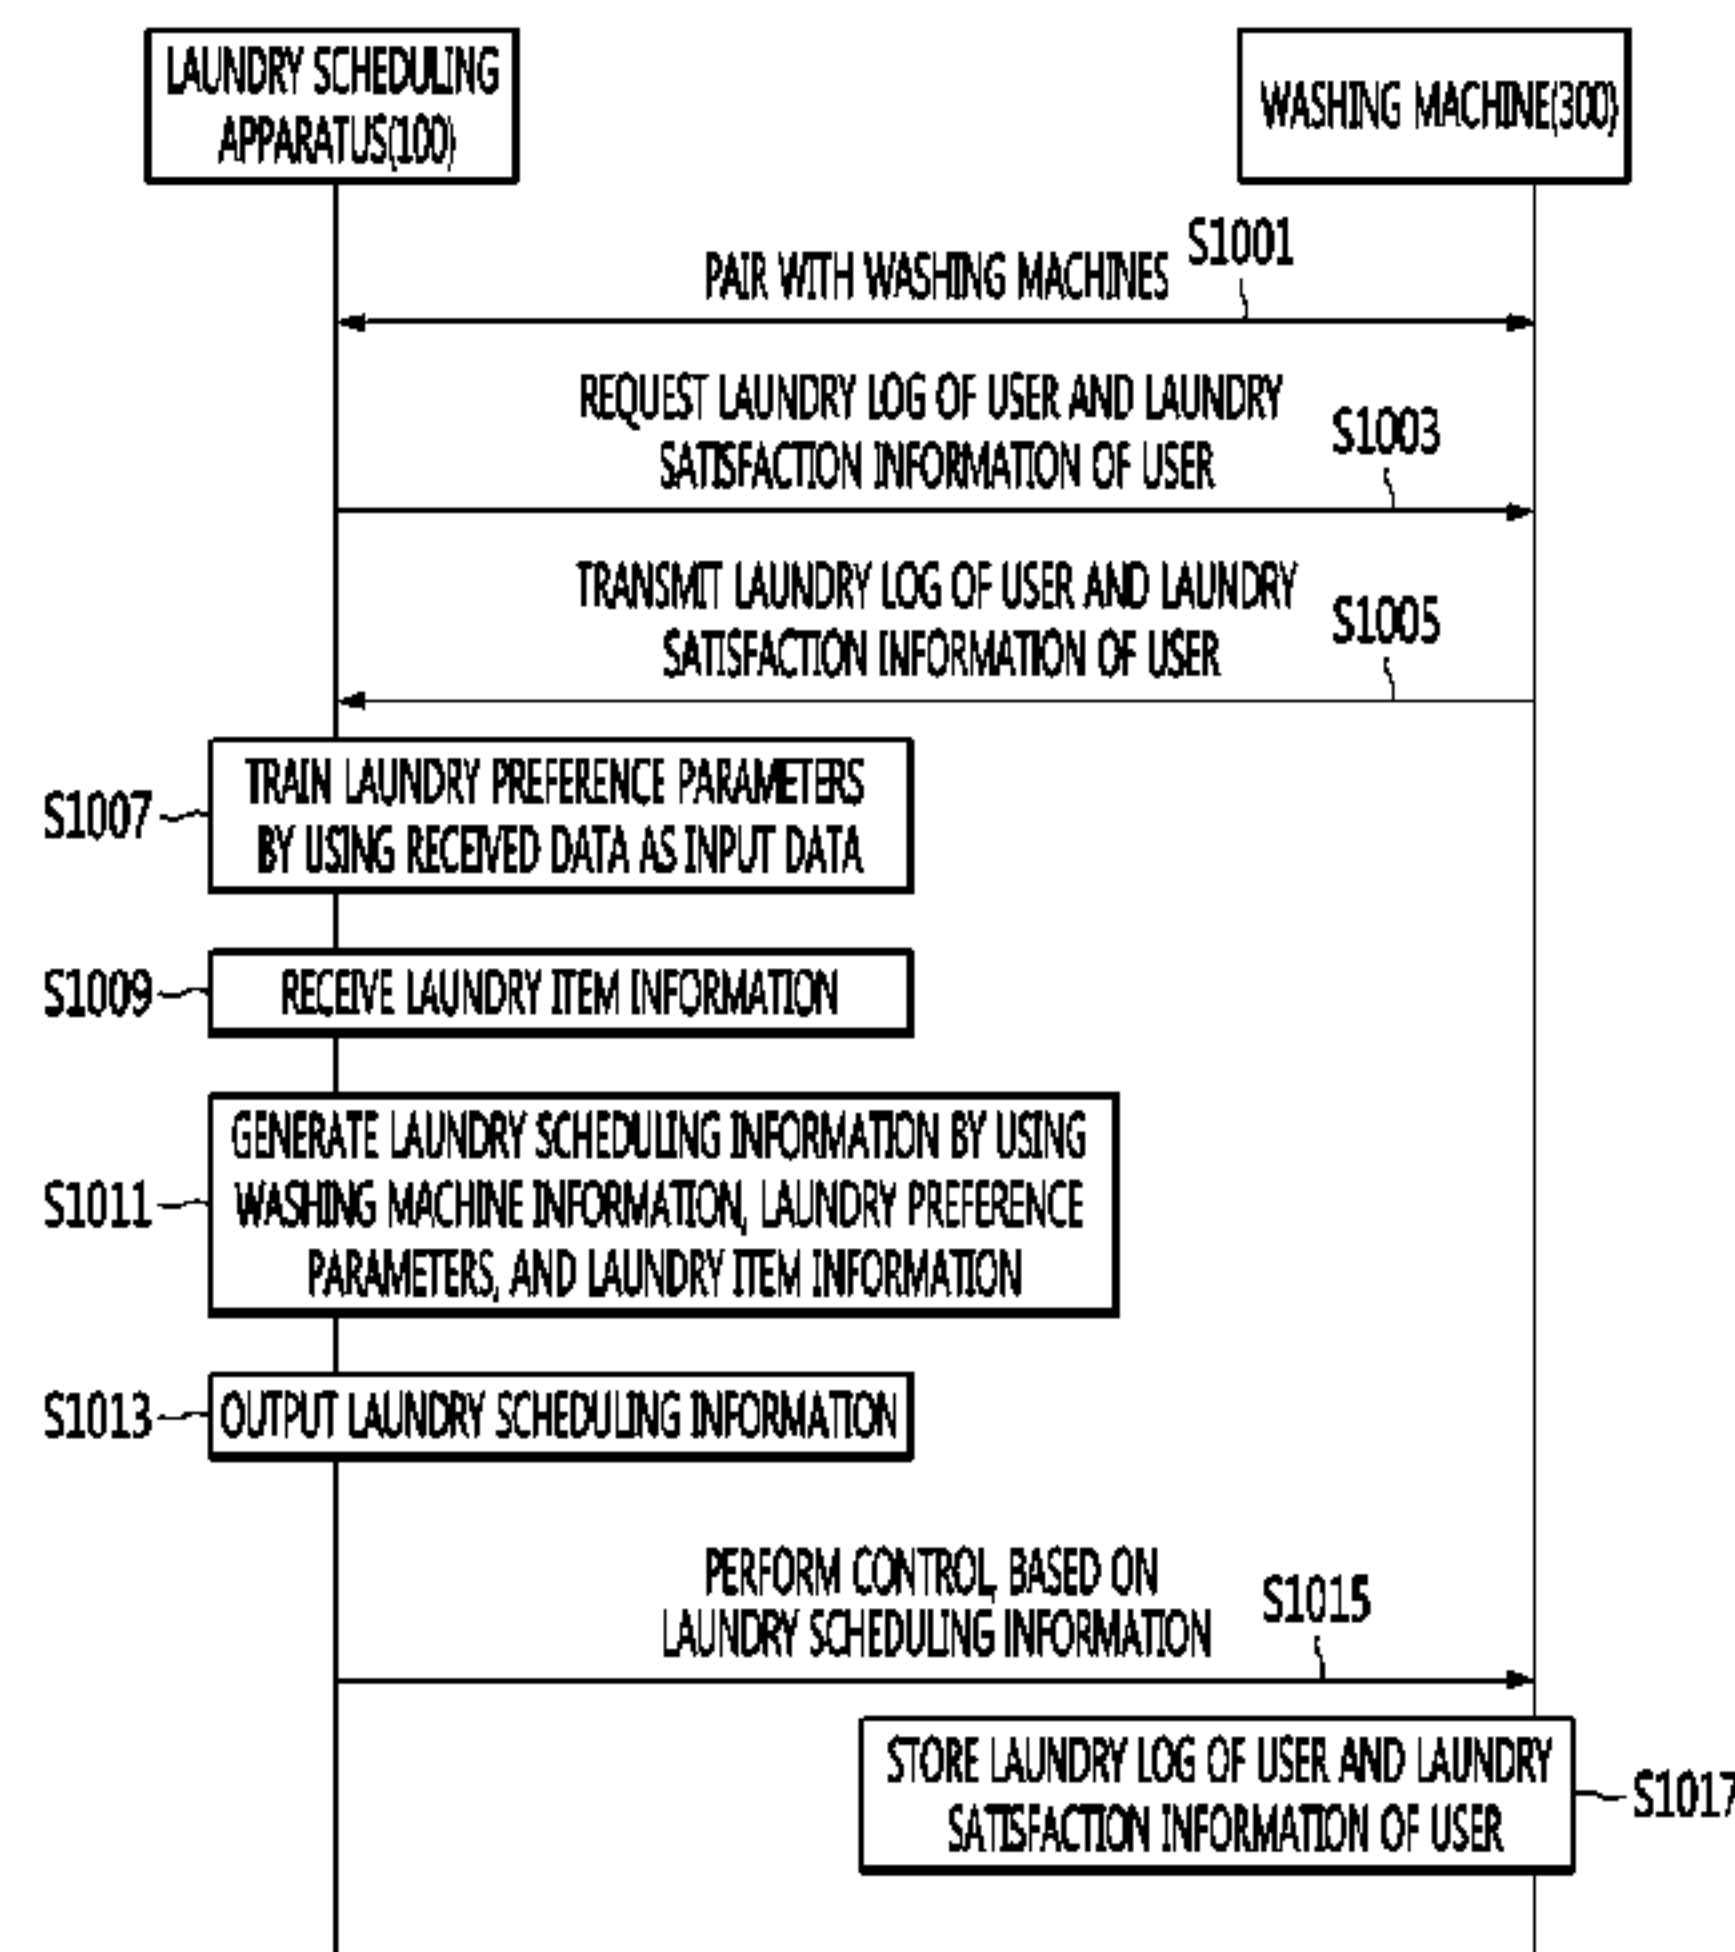 LAUNDRY SCHEDULING
APPARATUS(100)
WASHING MACHINE(300)
PAIR WITH WASHING MACHINES
S1001
REQUEST LAUNDRY LOG OF USER AND LAUNDRY
SATISFACTION INFORMATION OF USER
S1003
TRANSMIT LAUNDRY LOG OF USER AND LAUNDRY
SATISFACTION INFORMATION OF USER
S1005
S1007
TRAIN LAUNDRY PREFERENCE PARAMETERS
BY USING RECEIVED DATA AS INPUT DATA
S1009
RECEIVE LAUNDRY ITEM INFORMATION
S1011
GENERATE LAUNDRY SCHEDULING INFORMATION BY USING
WASHING MACHINE INFORMATION, LAUNDRY PREFERENCE
PARAMETERS, AND LAUNDRY ITEM INFORMATION
S1013
OUTPUT LAUNDRY SCHEDULING INFORMATION
PERFORM CONTROL, BASED ON
LAUNDRY SCHEDULING INFORMATION
S1015
STORE LAUNDRY LOG OF USER AND LAUNDRY
SATISFACTION INFORMATION OF USER
S1017